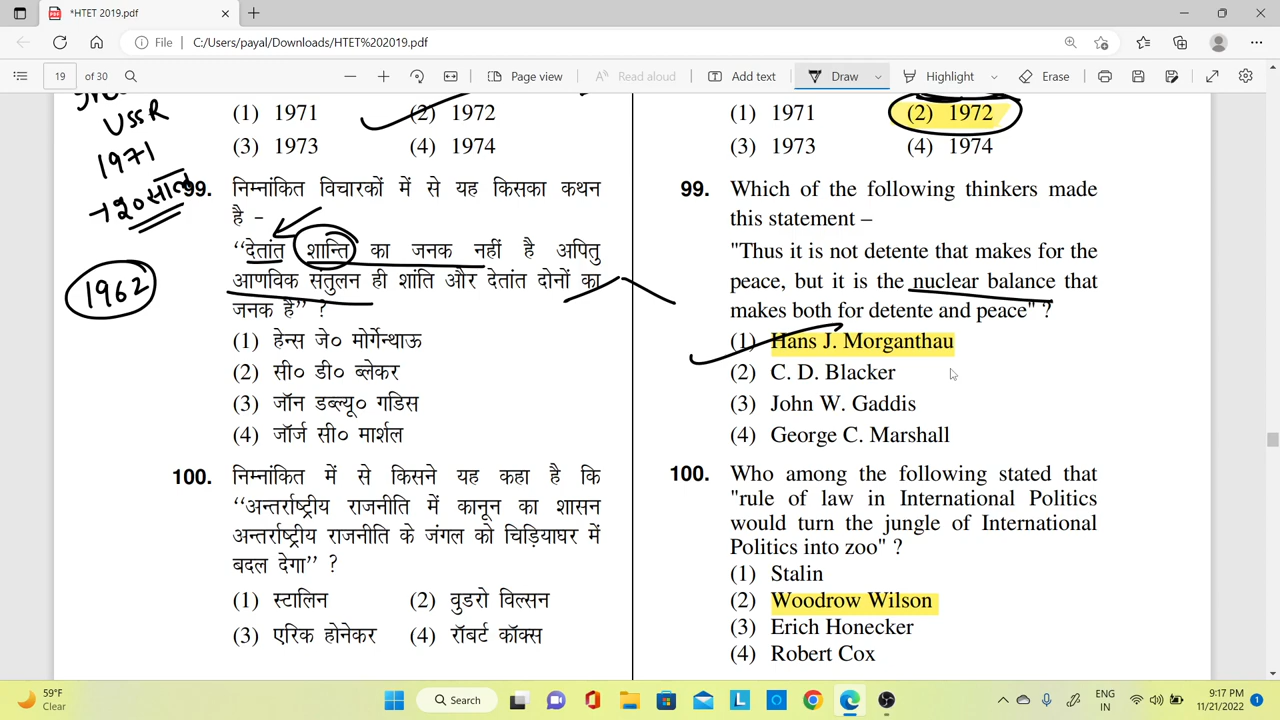 *HTET 2019.pdf
File C:/Users/payal/Downloads/HTET%202019.pdf
19 of 30 Page view Read aloud Add text Draw Highlight Erase
USSR
1971
→ २० साल
1962
(1) 1971 (2) 1972
(3) 1973 (4) 1974
99. निम्नांकित विचारकों में से यह किसका कथन
है -
‘‘देतांत शान्ति का जनक नहीं है अपितु
आणविक संतुलन ही शांति और देतांत दोनों का
जनक है’’ ?
(1) हेन्स जे० मोर्गेन्थाऊ
(2) सी० डी० ब्लेकर
(3) जॉन डब्ल्यू० गडिस
(4) जॉर्ज सी० मार्शल
100. निम्नांकित में से किसने यह कहा है कि
‘‘अन्तर्राष्ट्रीय राजनीति में कानून का शासन
अन्तर्राष्ट्रीय राजनीति के जंगल को चिड़ियाघर में
बदल देगा’’ ?
(1) स्टालिन (2) वुडरो विल्सन
(3) एरिक होनेकर (4) रॉबर्ट कॉक्स
(1) 1971 (2) 1972
(3) 1973 (4) 1974
99. Which of the following thinkers made
this statement –
"Thus it is not detente that makes for the
peace, but it is the nuclear balance that
makes both for detente and peace" ?
(1) Hans J. Morganthau
(2) C. D. Blacker
(3) John W. Gaddis
(4) George C. Marshall
100. Who among the following stated that
"rule of law in International Politics
would turn the jungle of International
Politics into zoo" ?
(1) Stalin
(2) Woodrow Wilson
(3) Erich Honecker
(4) Robert Cox
59°F
Clear
Search
ENG
IN
9:17 PM
11/21/2022